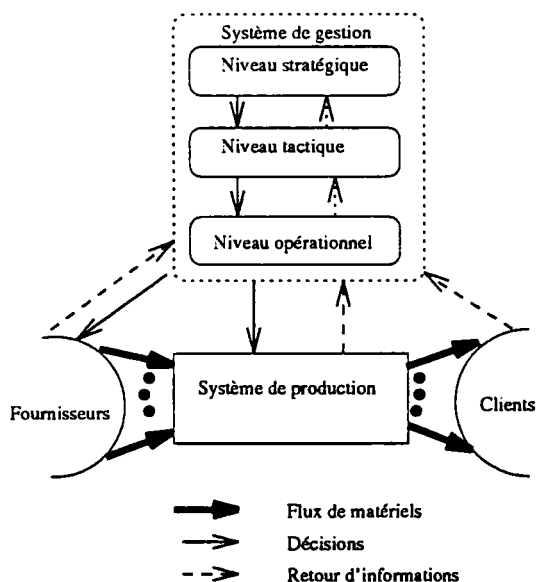 Système de gestion
Niveau stratégique
Niveau tactique
Niveau opérationnel
Système de production
Fournisseurs
Clients
Flux de matériels
Décisions
Retour d'informations